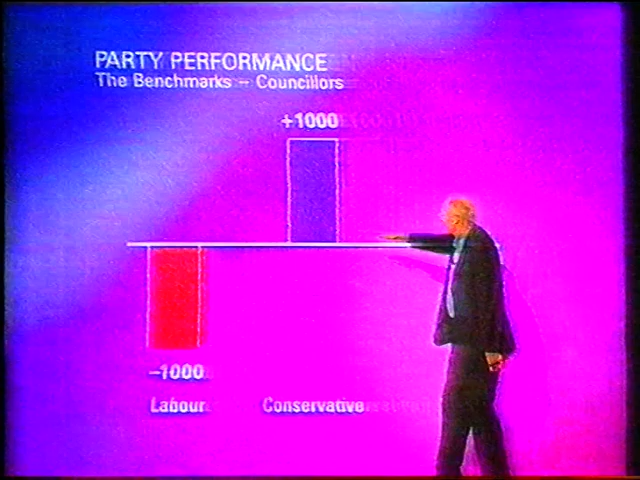 PARTY PERFORMANCE
The Benchmarks – Councillors
+1000
–1000
Labour Conservative